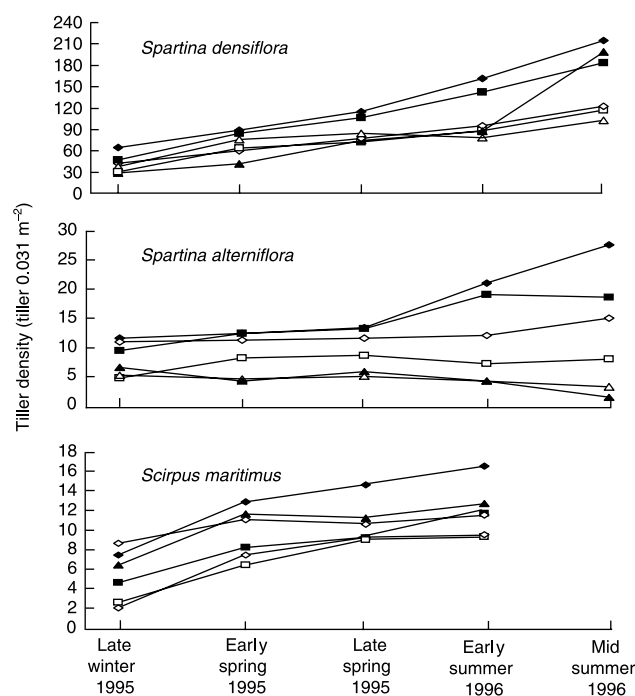 240
210
180
150
120
90
60
30
0
Spartina densiflora
30
25
20
15
10
5
0
Spartina alterniflora
Tiller density (tiller 0.031 m⁻²)
18
16
14
12
10
8
6
4
2
0
Scirpus maritimus
Late winter 1995
Early spring 1995
Late spring 1995
Early summer 1996
Mid summer 1996